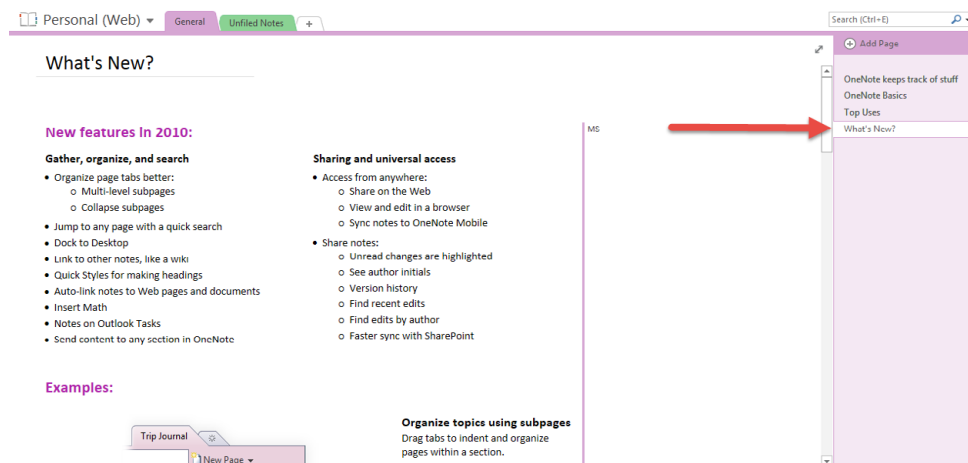 Personal (Web)
General
Unfiled Notes
+
Search (Ctrl+E)
Add Page
What's New?
OneNote keeps track of stuff
OneNote Basics
Top Uses
What's New?
New features in 2010:
MS
Gather, organize, and search
• Organize page tabs better:
o Multi-level subpages
o Collapse subpages
• Jump to any page with a quick search
• Dock to Desktop
• Link to other notes, like a wiki
• Quick Styles for making headings
• Auto-link notes to Web pages and documents
• Insert Math
• Notes on Outlook Tasks
• Send content to any section in OneNote
Sharing and universal access
• Access from anywhere:
o Share on the Web
o View and edit in a browser
o Sync notes to OneNote Mobile
• Share notes:
o Unread changes are highlighted
o See author initials
o Version history
o Find recent edits
o Find edits by author
o Faster sync with SharePoint
Examples:
Trip Journal
New Page
Organize topics using subpages
Drag tabs to indent and organize
pages within a section.